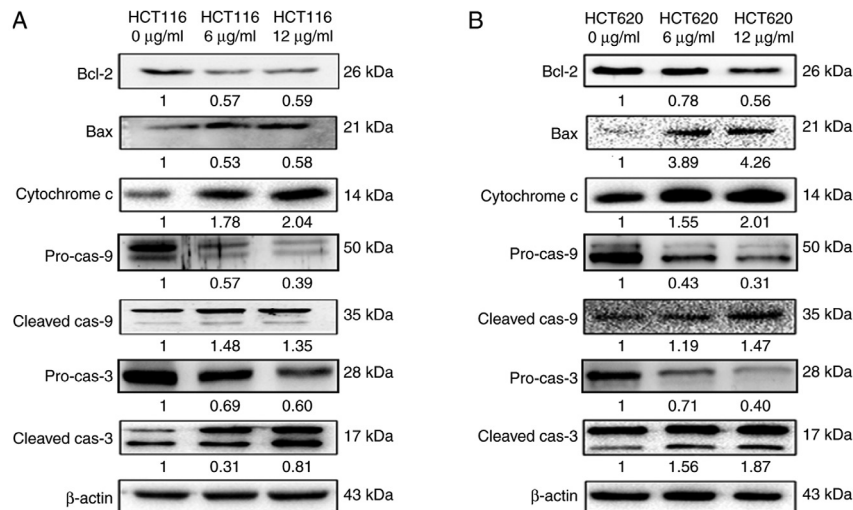 A
HCT116 HCT116 HCT116
0 μg/ml 6 μg/ml 12 μg/ml
Bcl-2 26 kDa
1 0.57 0.59
Bax 21 kDa
1 0.53 0.58
Cytochrome c 14 kDa
1 1.78 2.04
Pro-cas-9 50 kDa
1 0.57 0.39
Cleaved cas-9 35 kDa
1 1.48 1.35
Pro-cas-3 28 kDa
1 0.69 0.60
Cleaved cas-3 17 kDa
1 0.31 0.81
β-actin 43 kDa
B
HCT620 HCT620 HCT620
0 μg/ml 6 μg/ml 12 μg/ml
Bcl-2 26 kDa
1 0.78 0.56
Bax 21 kDa
1 3.89 4.26
Cytochrome c 14 kDa
1 1.55 2.01
Pro-cas-9 50 kDa
1 0.43 0.31
Cleaved cas-9 35 kDa
1 1.19 1.47
Pro-cas-3 28 kDa
1 0.71 0.40
Cleaved cas-3 17 kDa
1 1.56 1.87
β-actin 43 kDa